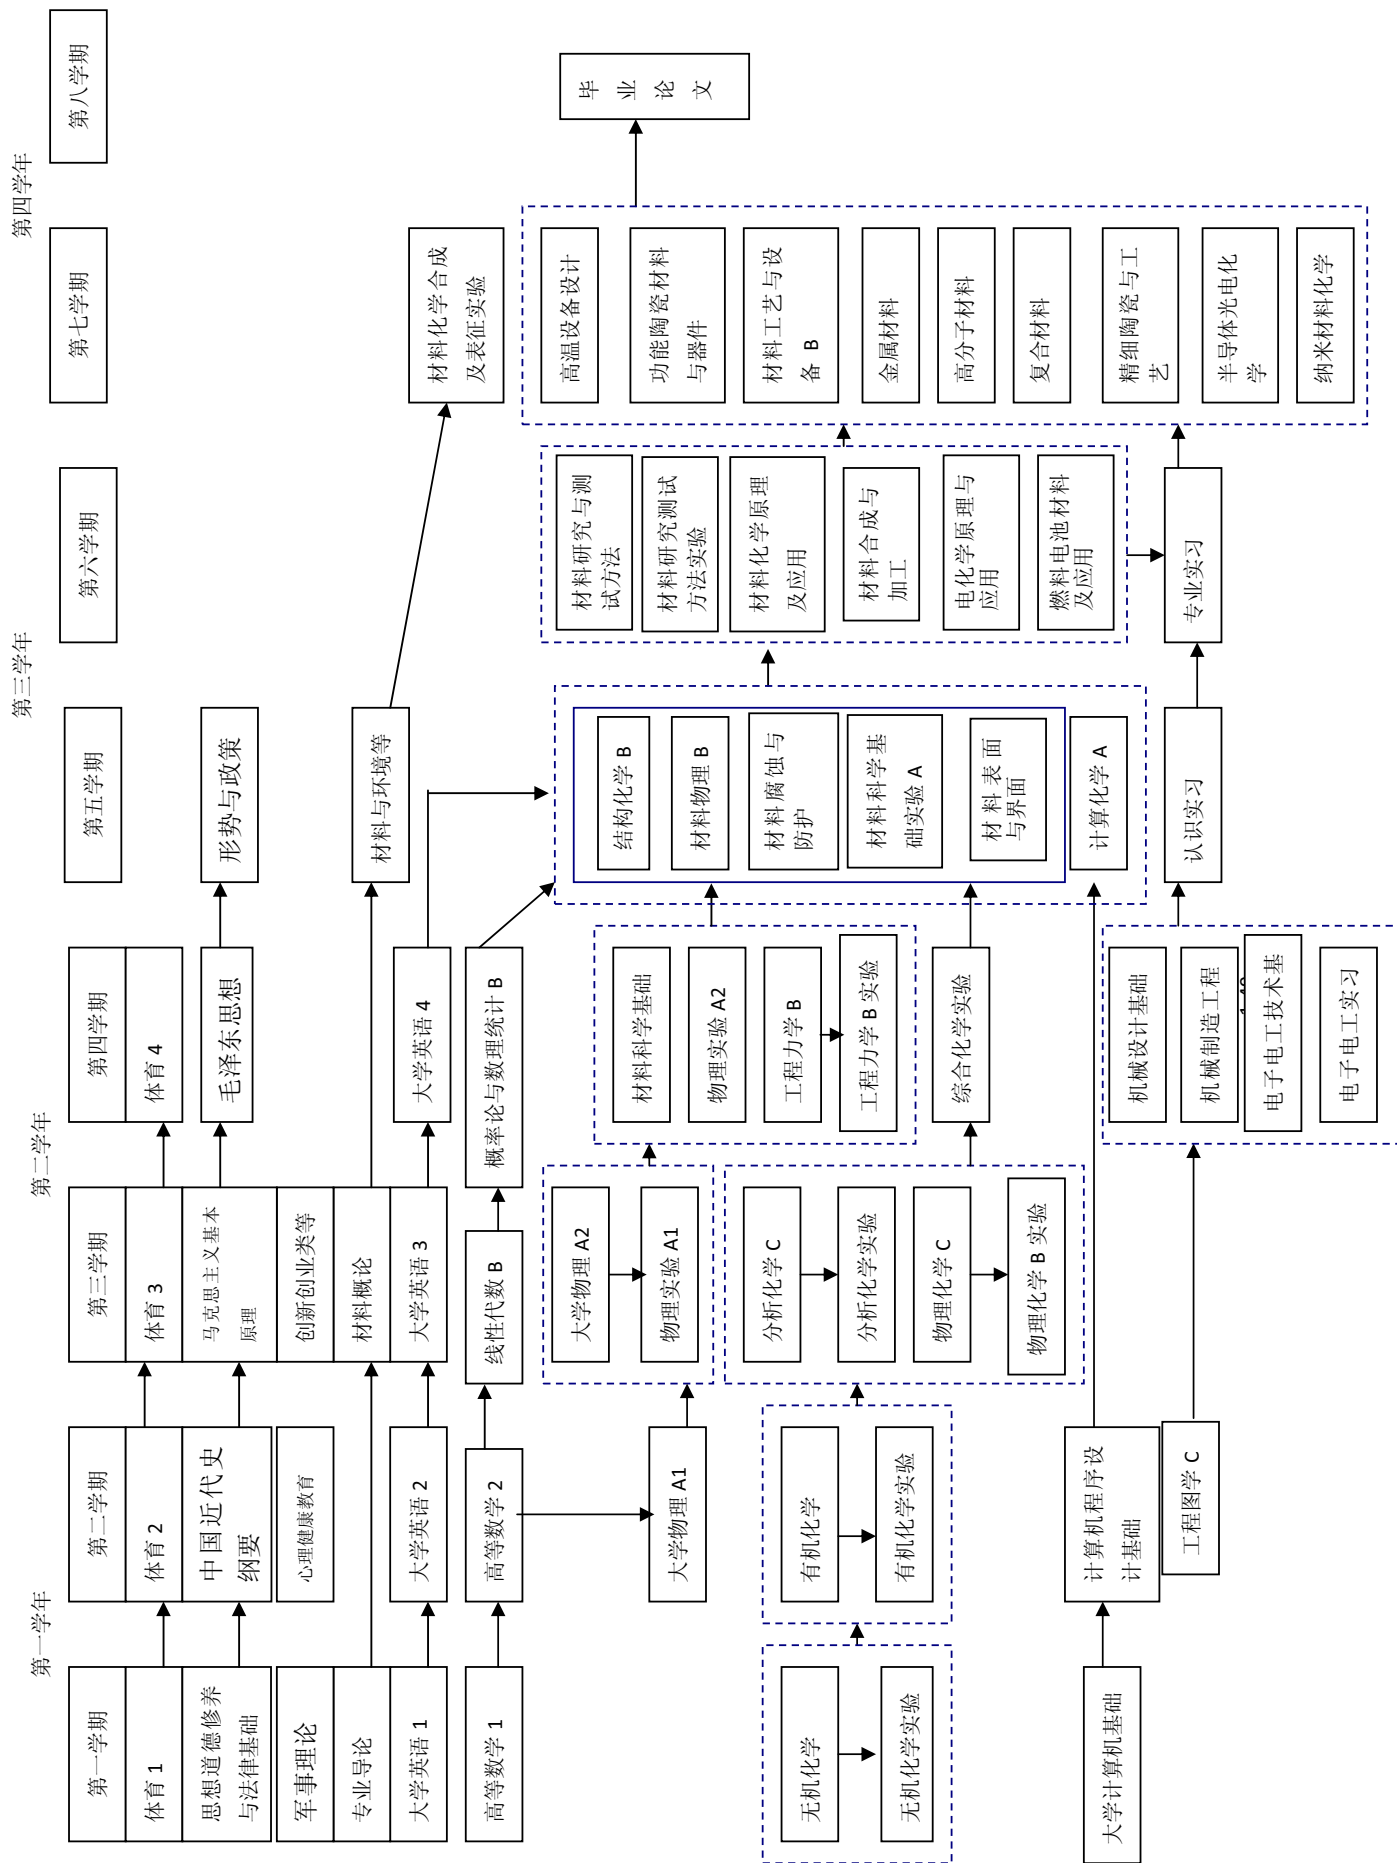 第一学年
第二学年
第三学年
第四学年
第一学期
第二学期
第三学期
第四学期
第五学期
第六学期
第七学期
第八学期
体育 1
体育 2
体育 3
体育 4
思想道德修养
与法律基础
中国近代史
纲要
马克思主义基本
原理
毛泽东思想
形势与政策
军事理论
心理健康教育
创新创业类等
专业导论
材料概论
材料与环境等
材料化学合成
及表征实验
大学英语 1
大学英语 2
大学英语 3
大学英语 4
高等数学 1
高等数学 2
线性代数 B
概率论与数理统计 B
大学物理 A1
大学物理 A2
物理实验 A1
材料科学基础
物理实验 A2
工程力学 B
工程力学 B 实验
无机化学
无机化学实验
有机化学
有机化学实验
分析化学 C
分析化学实验
物理化学 C
物理化学 B 实验
综合化学实验
结构化学 B
材料物理 B
材料腐蚀与
防护
材料科学基
础实验 A
材料表面
与界面
计算化学 A
材料研究与测
试方法
材料研究测试
方法实验
材料化学原理
及应用
材料合成与
加工
电化学原理与
应用
燃料电池材料
及应用
高温设备设计
功能陶瓷材料
与器件
材料工艺与设
备 B
金属材料
高分子材料
复合材料
精细陶瓷与工
艺
半导体光电化
学
纳米材料化学
毕业论文
大学计算机基础
计算机程序设
计基础
工程图学 C
机械设计基础
机械制造工程
电子电工技术基
电子电工实习
认识实习
专业实习